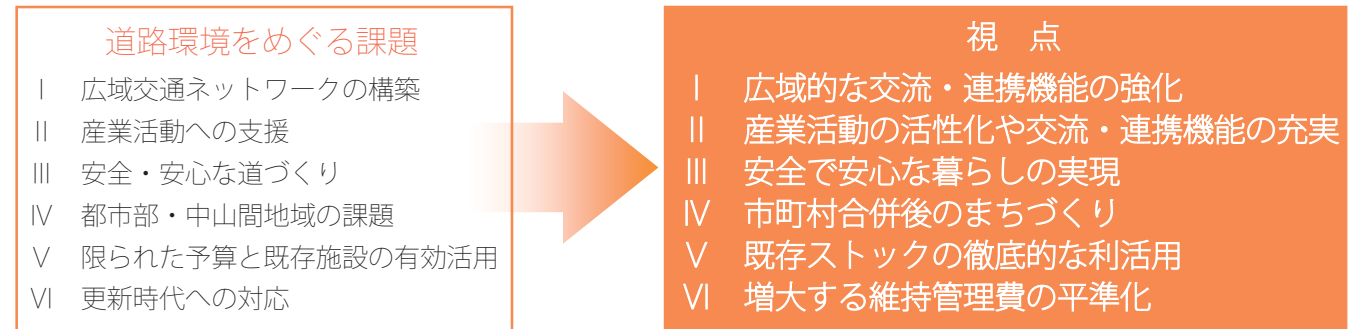 道路環境をめぐる課題
Ⅰ 広域交通ネットワークの構築
Ⅱ 産業活動への支援
Ⅲ 安全・安心な道づくり
Ⅳ 都市部・中山間地域の課題
Ⅴ 限られた予算と既存施設の有効活用
Ⅵ 更新時代への対応
視 点
Ⅰ 広域的な交流・連携機能の強化
Ⅱ 産業活動の活性化や交流・連携機能の充実
Ⅲ 安全で安心な暮らしの実現
Ⅳ 市町村合併後のまちづくり
Ⅴ 既存ストックの徹底的な利活用
Ⅵ 増大する維持管理費の平準化